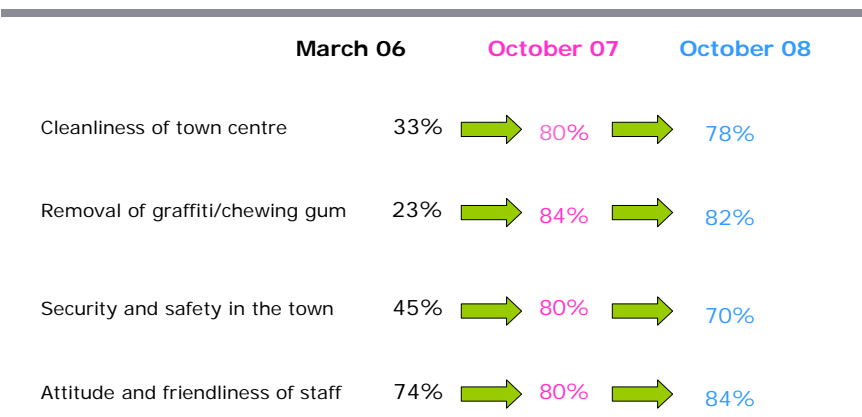 March 06 October 07 October 08
Cleanliness of town centre 33% 80% 78%
Removal of graffiti/chewing gum 23% 84% 82%
Security and safety in the town 45% 80% 70%
Attitude and friendliness of staff 74% 80% 84%